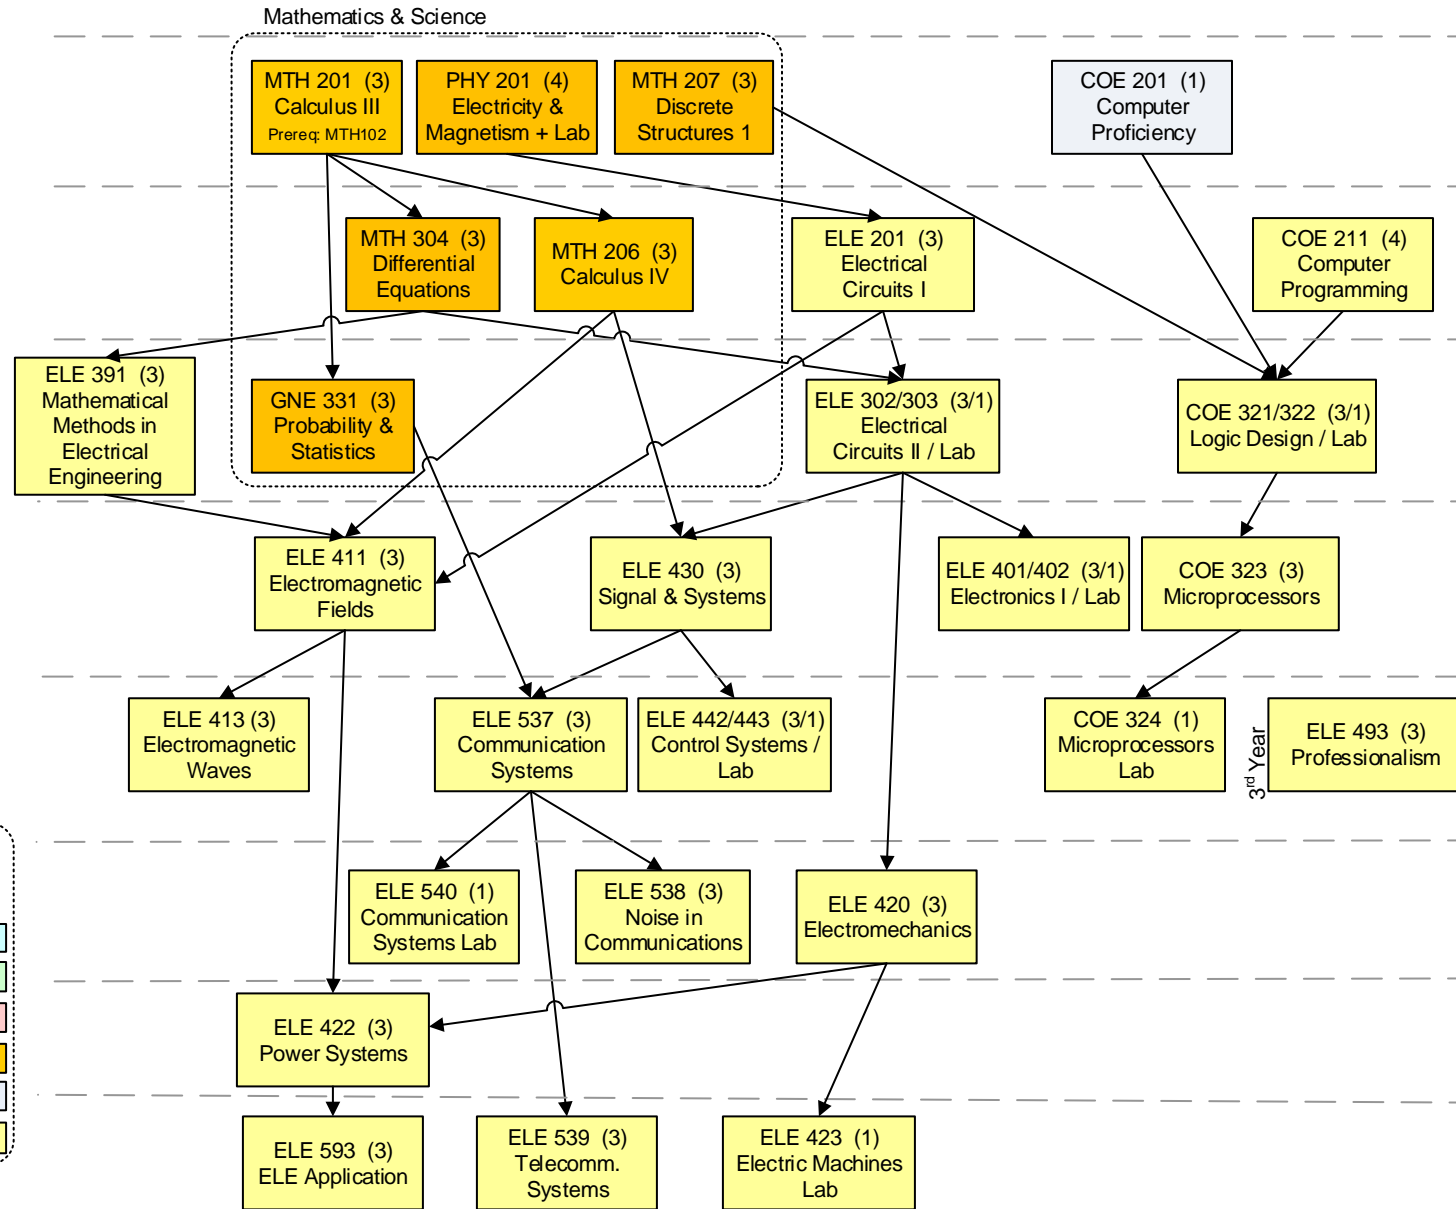 Mathematics & Science
MTH 201 (3)
Calculus III
Prereq: MTH102
PHY 201 (4)
Electricity &
Magnetism + Lab
MTH 207 (3)
Discrete
Structures 1
COE 201 (1)
Computer
Proficiency
MTH 304 (3)
Differential
Equations
MTH 206 (3)
Calculus IV
ELE 201 (3)
Electrical
Circuits I
COE 211 (4)
Computer
Programming
ELE 391 (3)
Mathematical
Methods in
Electrical
Engineering
GNE 331 (3)
Probability &
Statistics
ELE 302/303 (3/1)
Electrical
Circuits II / Lab
COE 321/322 (3/1)
Logic Design / Lab
ELE 411 (3)
Electromagnetic
Fields
ELE 430 (3)
Signal & Systems
ELE 401/402 (3/1)
Electronics I / Lab
COE 323 (3)
Microprocessors
ELE 413 (3)
Electromagnetic
Waves
ELE 537 (3)
Communication
Systems
ELE 442/443 (3/1)
Control Systems /
Lab
COE 324 (1)
Microprocessors
Lab
3rd Year
ELE 493 (3)
Professionalism
ELE 540 (1)
Communication
Systems Lab
ELE 538 (3)
Noise in
Communications
ELE 420 (3)
Electromechanics
ELE 422 (3)
Power Systems
ELE 593 (3)
ELE Application
ELE 539 (3)
Telecomm.
Systems
ELE 423 (1)
Electric Machines
Lab